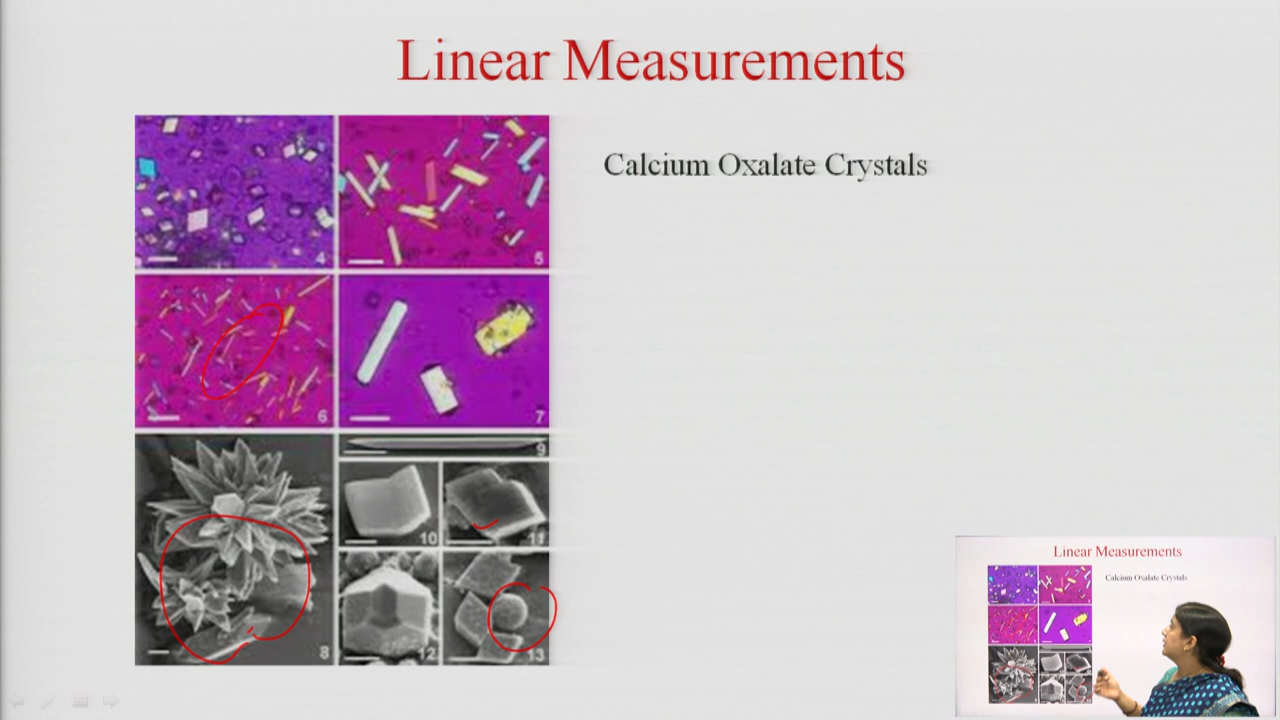 Linear Measurements
Calcium Oxalate Crystals
4
5
6
7
8
9
10
11
12
13
Linear Measurements
Calcium Oxalate Crystals